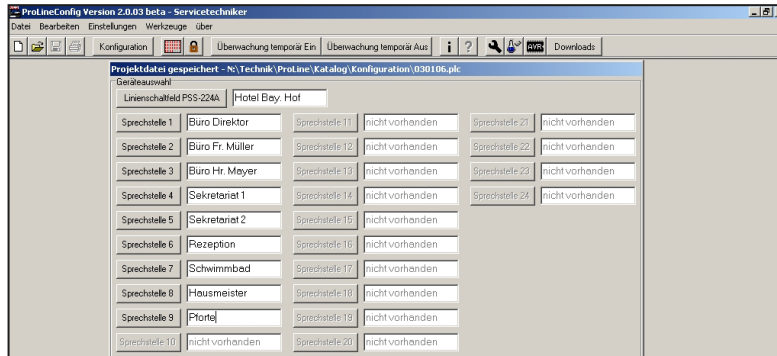 ProLineConfig Version 2.0.03 beta - Servicetechniker
Datei Bearbeiten Einstellungen Werkzeuge über
Konfiguration Überwachung temporär Ein Überwachung temporär Aus i ? AVR Downloads
Projektdatei gespeichert - N:\Technik\ProLine\Katalog\Konfiguration\030106.plc
Geräteauswahl
Linienschaltfeld PSS-224A Hotel Bay. Hof
Sprechstelle 1 Büro Direktor Sprechstelle 11 nicht vorhanden Sprechstelle 21 nicht vorhanden
Sprechstelle 2 Büro Fr. Müller Sprechstelle 12 nicht vorhanden Sprechstelle 22 nicht vorhanden
Sprechstelle 3 Büro Hr. Mayer Sprechstelle 13 nicht vorhanden Sprechstelle 23 nicht vorhanden
Sprechstelle 4 Sekretariat 1 Sprechstelle 14 nicht vorhanden Sprechstelle 24 nicht vorhanden
Sprechstelle 5 Sekretariat 2 Sprechstelle 15 nicht vorhanden
Sprechstelle 6 Rezeption Sprechstelle 16 nicht vorhanden
Sprechstelle 7 Schwimmbad Sprechstelle 17 nicht vorhanden
Sprechstelle 8 Hausmeister Sprechstelle 18 nicht vorhanden
Sprechstelle 9 Pforte Sprechstelle 19 nicht vorhanden
Sprechstelle 10 nicht vorhanden Sprechstelle 20 nicht vorhanden